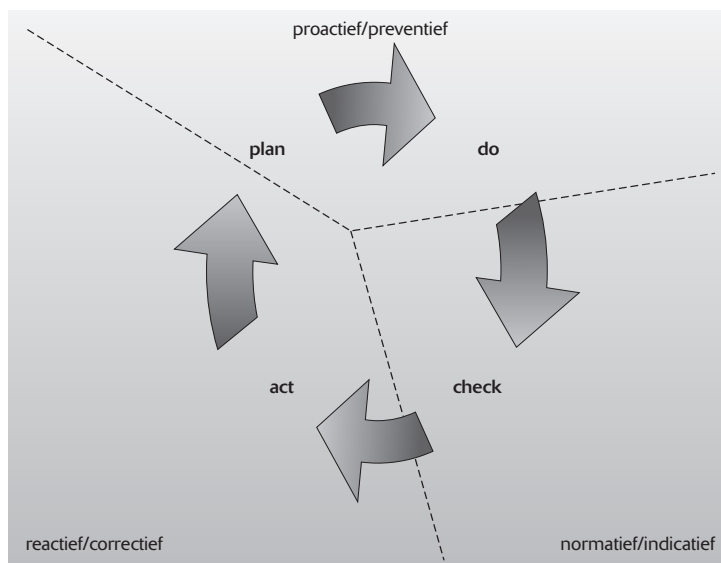 proactief/preventief
plan
do
act
check
reactief/correctief
normatief/indicatief